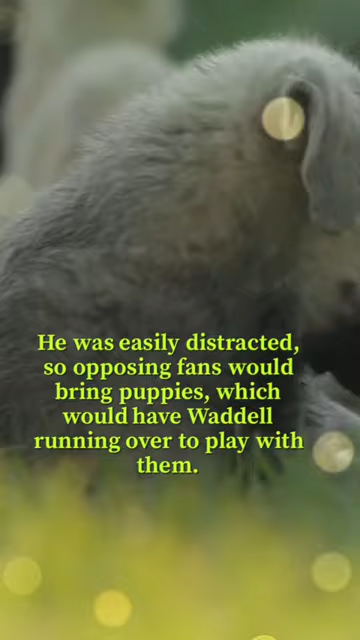 He was easily distracted,
so opposing fans would
bring puppies, which
would have Waddell
running over to play with
them.